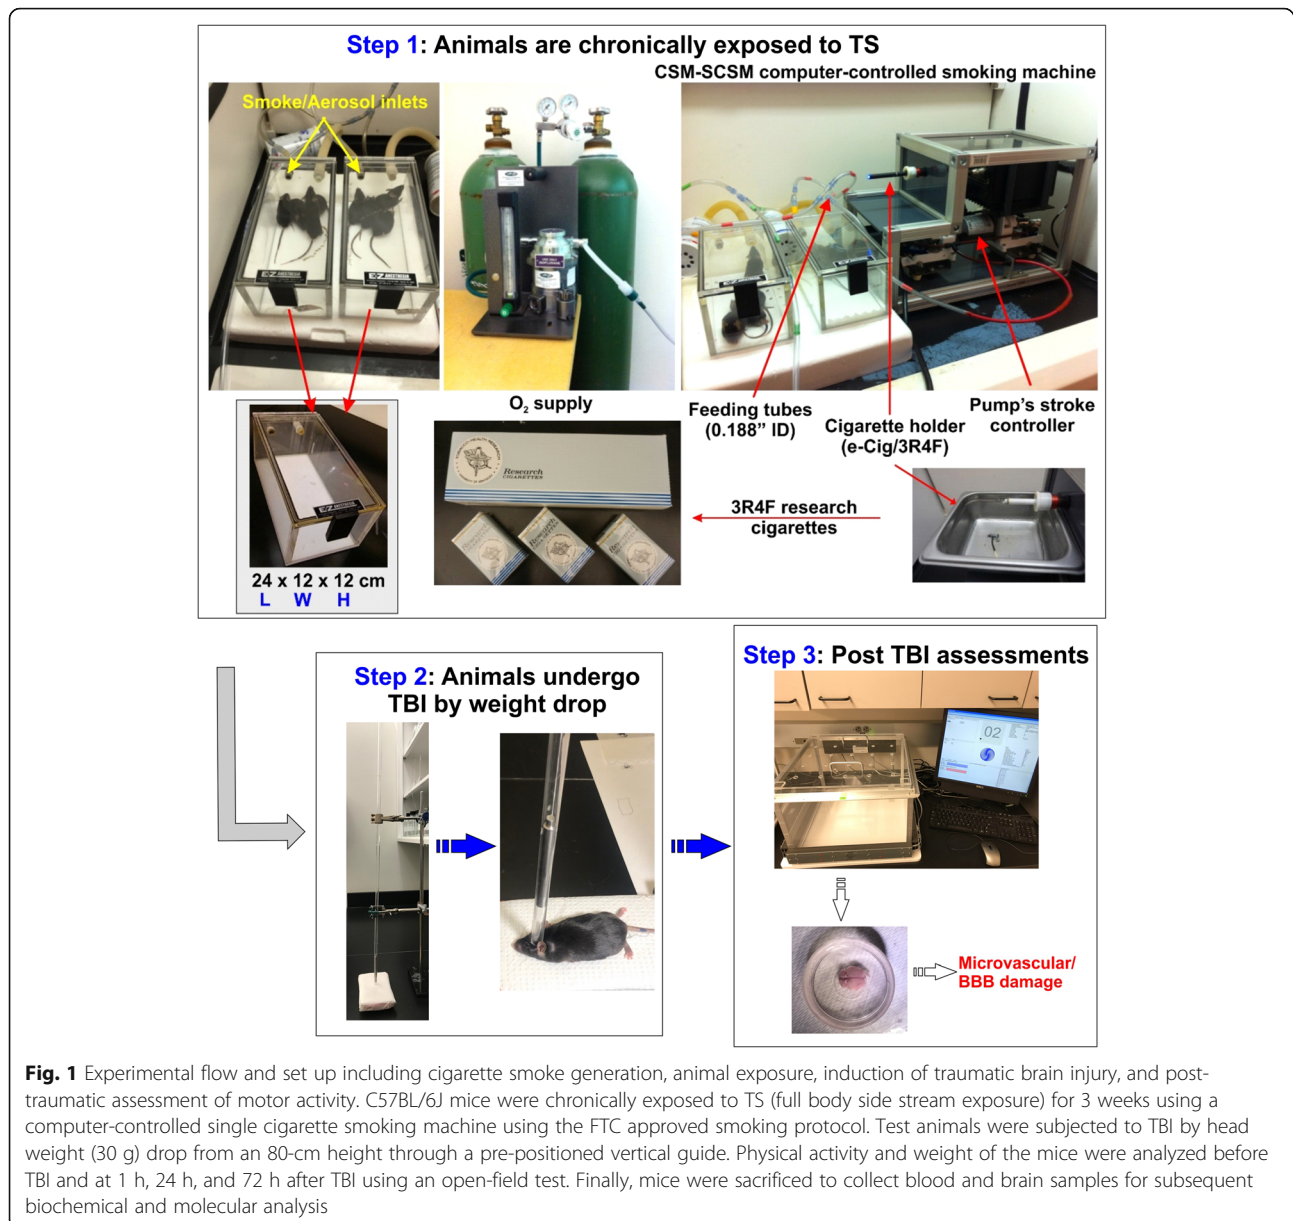 Step 1: Animals are chronically exposed to TS
CSM-SCSM computer-controlled smoking machine
Smoke/Aerosol inlets
E-Z ANESTHESIA
E-Z ANESTHESIA
O2 supply
Feeding tubes
(0.188” ID)
Cigarette holder
(e-Cig/3R4F)
Pump’s stroke
controller
Research
CIGARETTES
3R4F research
cigarettes
E-Z ANESTHESIA
24 x 12 x 12 cm
L W H
Step 2: Animals undergo
TBI by weight drop
Step 3: Post TBI assessments
02
Microvascular/
BBB damage
Fig. 1 Experimental flow and set up including cigarette smoke generation, animal exposure, induction of traumatic brain injury, and post-
traumatic assessment of motor activity. C57BL/6J mice were chronically exposed to TS (full body side stream exposure) for 3 weeks using a
computer-controlled single cigarette smoking machine using the FTC approved smoking protocol. Test animals were subjected to TBI by head
weight (30 g) drop from an 80-cm height through a pre-positioned vertical guide. Physical activity and weight of the mice were analyzed before
TBI and at 1 h, 24 h, and 72 h after TBI using an open-field test. Finally, mice were sacrificed to collect blood and brain samples for subsequent
biochemical and molecular analysis